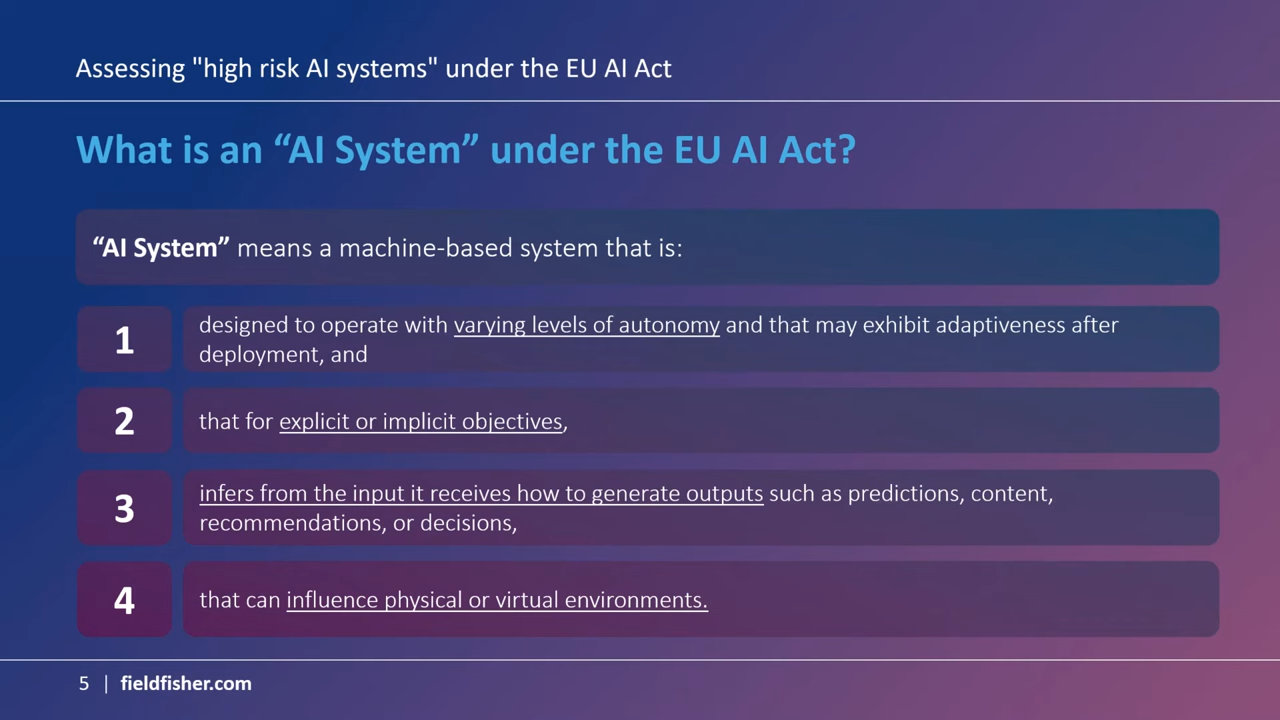 Assessing "high risk AI systems" under the EU AI Act
What is an “AI System” under the EU AI Act?
“AI System” means a machine-based system that is:
1
designed to operate with varying levels of autonomy and that may exhibit adaptiveness after
deployment, and
2
that for explicit or implicit objectives,
3
infers from the input it receives how to generate outputs such as predictions, content,
recommendations, or decisions,
4
that can influence physical or virtual environments.
5 | fieldfisher.com